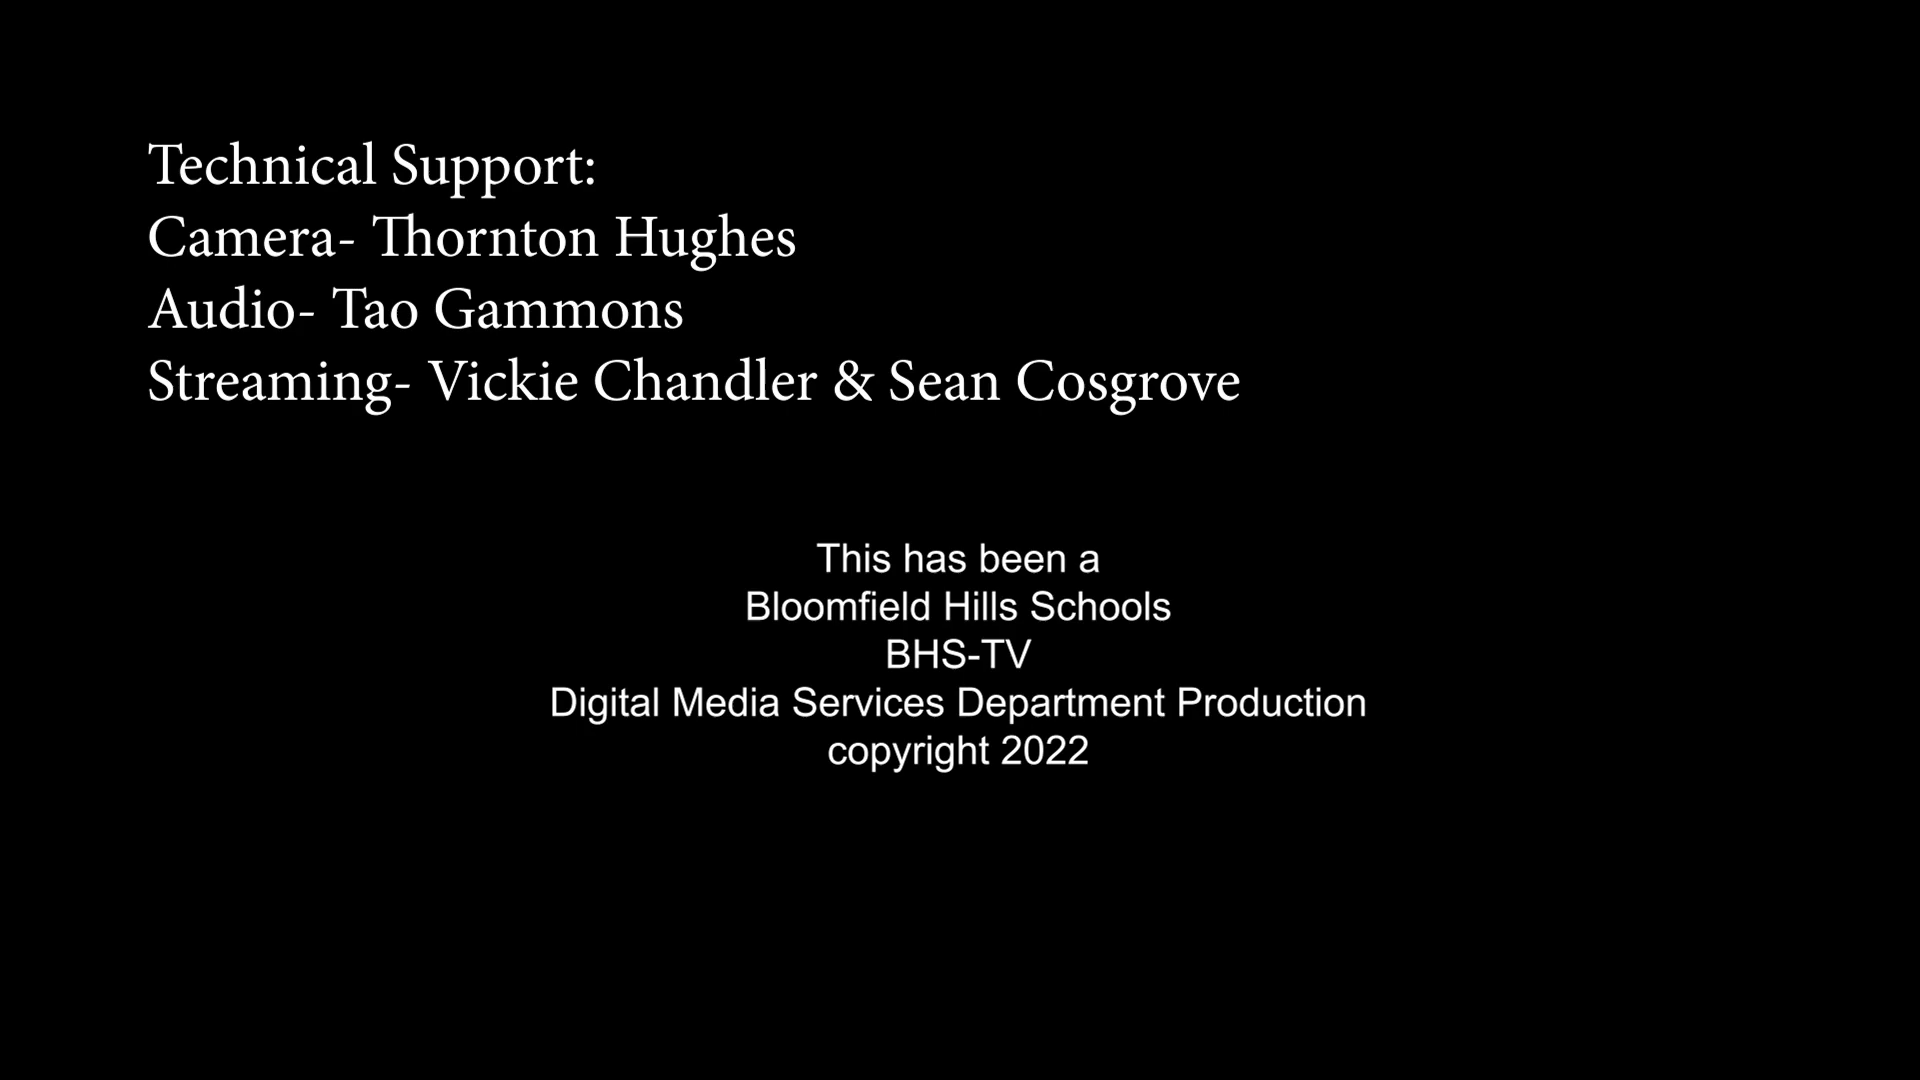 Technical Support:
Camera- Thornton Hughes
Audio- Tao Gammons
Streaming- Vickie Chandler & Sean Cosgrove
This has been a
Bloomfield Hills Schools
BHS-TV
Digital Media Services Department Production
copyright 2022